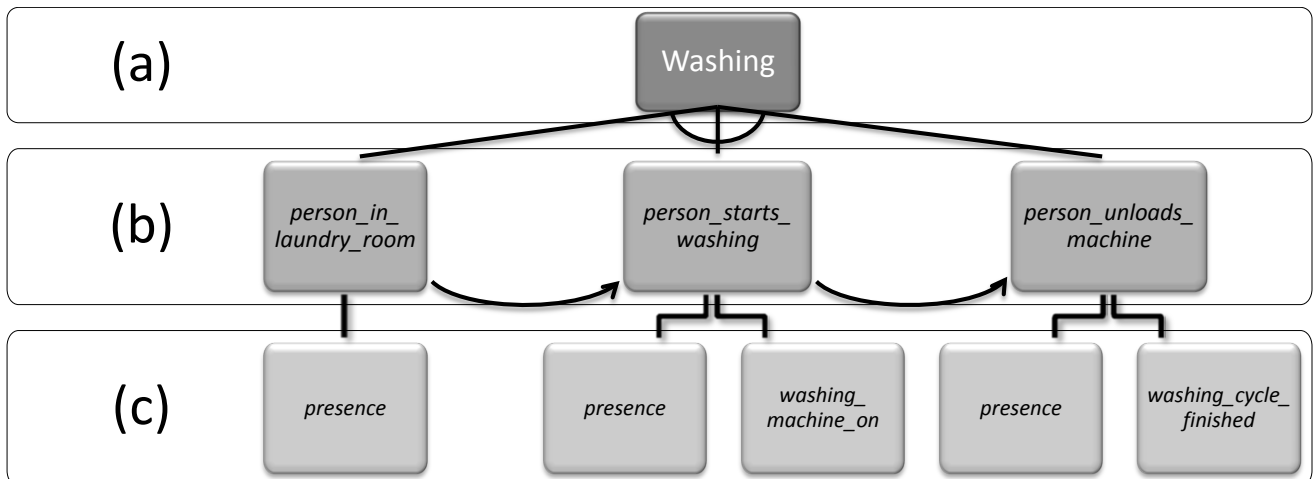 (a)
Washing
(b)
person_in_
laundry_room
person_starts_
washing
person_unloads_
machine
(c)
presence
presence
washing_
machine_on
presence
washing_cycle_
finished